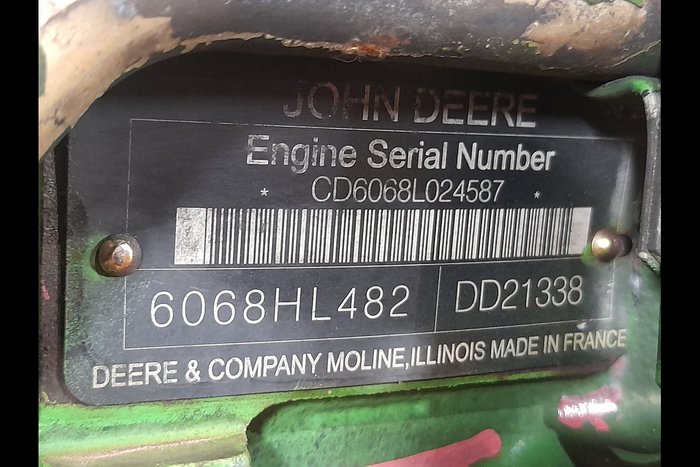 JOHN DEERE
Engine Serial Number
* CD6068L024587 *
6068HL482 DD21338
DEERE & COMPANY MOLINE,ILLINOIS MADE IN FRANCE